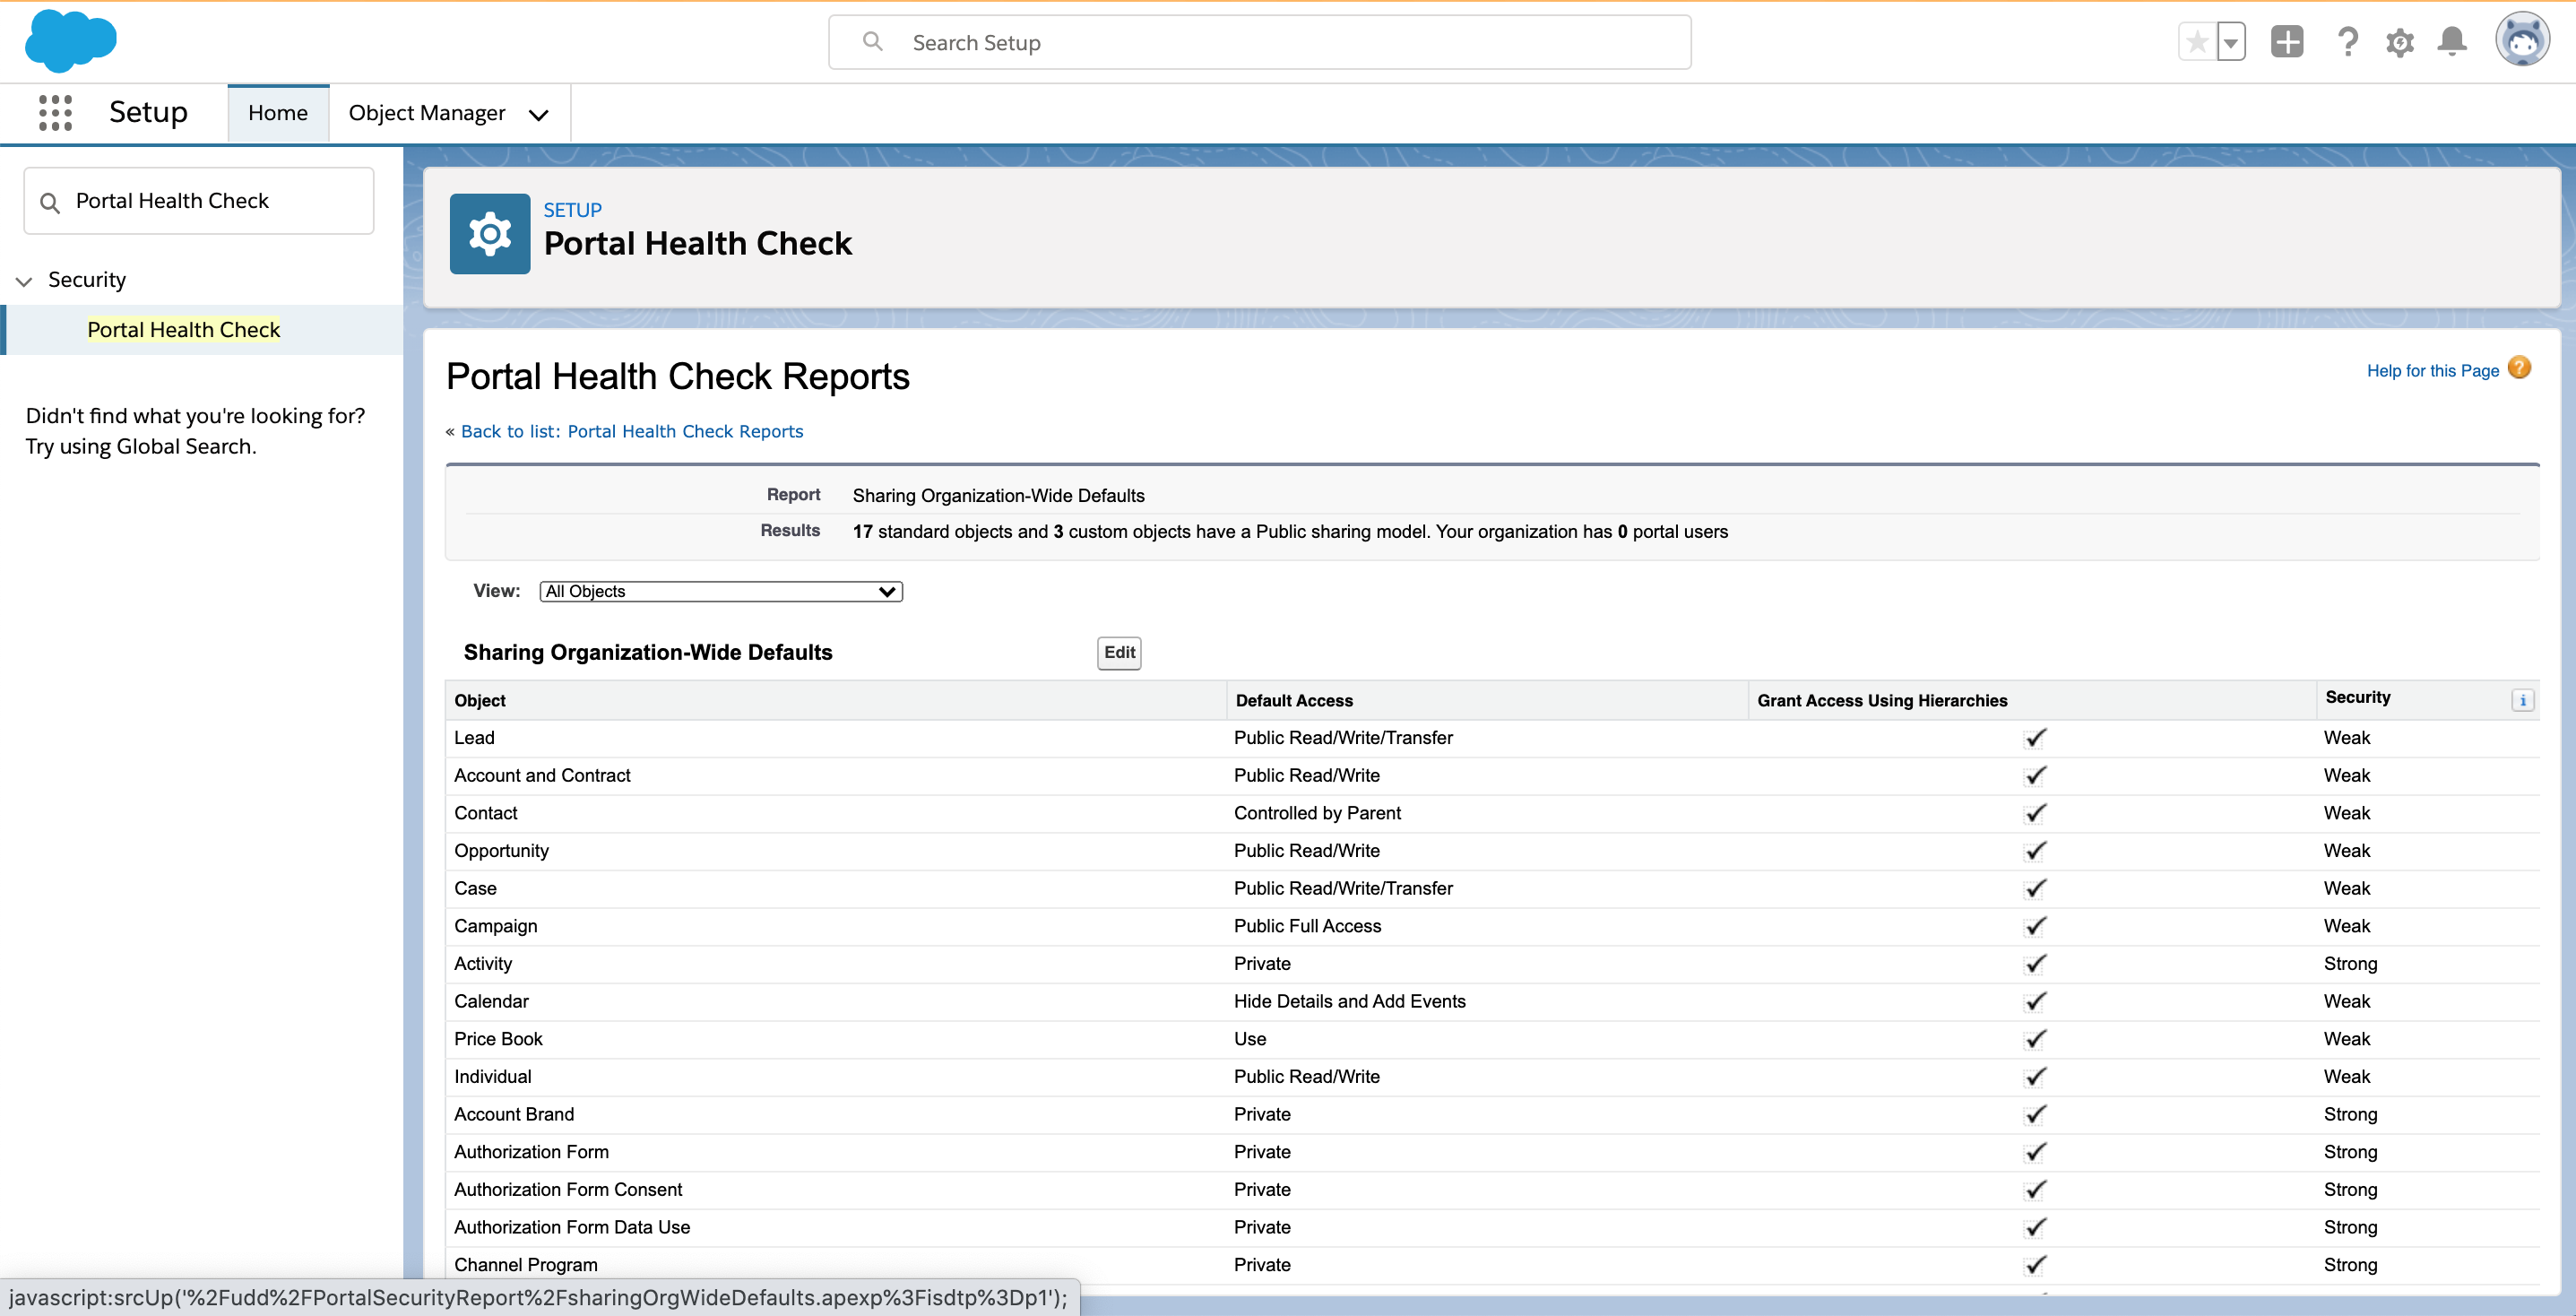 Search Setup
Setup
Home
Object Manager
Portal Health Check
Security
Portal Health Check
Didn't find what you're looking for?
Try using Global Search.
SETUP
Portal Health Check
Portal Health Check Reports
Help for this Page ?
« Back to list: Portal Health Check Reports
Report Sharing Organization-Wide Defaults
Results 17 standard objects and 3 custom objects have a Public sharing model. Your organization has 0 portal users
View: All Objects
Sharing Organization-Wide Defaults Edit
Object Default Access Grant Access Using Hierarchies Security i
Lead Public Read/Write/Transfer Weak
Account and Contract Public Read/Write Weak
Contact Controlled by Parent Weak
Opportunity Public Read/Write Weak
Case Public Read/Write/Transfer Weak
Campaign Public Full Access Weak
Activity Private Strong
Calendar Hide Details and Add Events Weak
Price Book Use Weak
Individual Public Read/Write Weak
Account Brand Private Strong
Authorization Form Private Strong
Authorization Form Consent Private Strong
Authorization Form Data Use Private Strong
Channel Program Private Strong
javascript:srcUp('%2Fudd%2FPortalSecurityReport%2FsharingOrgWideDefaults.apexp%3Fisdtp%3Dp1');